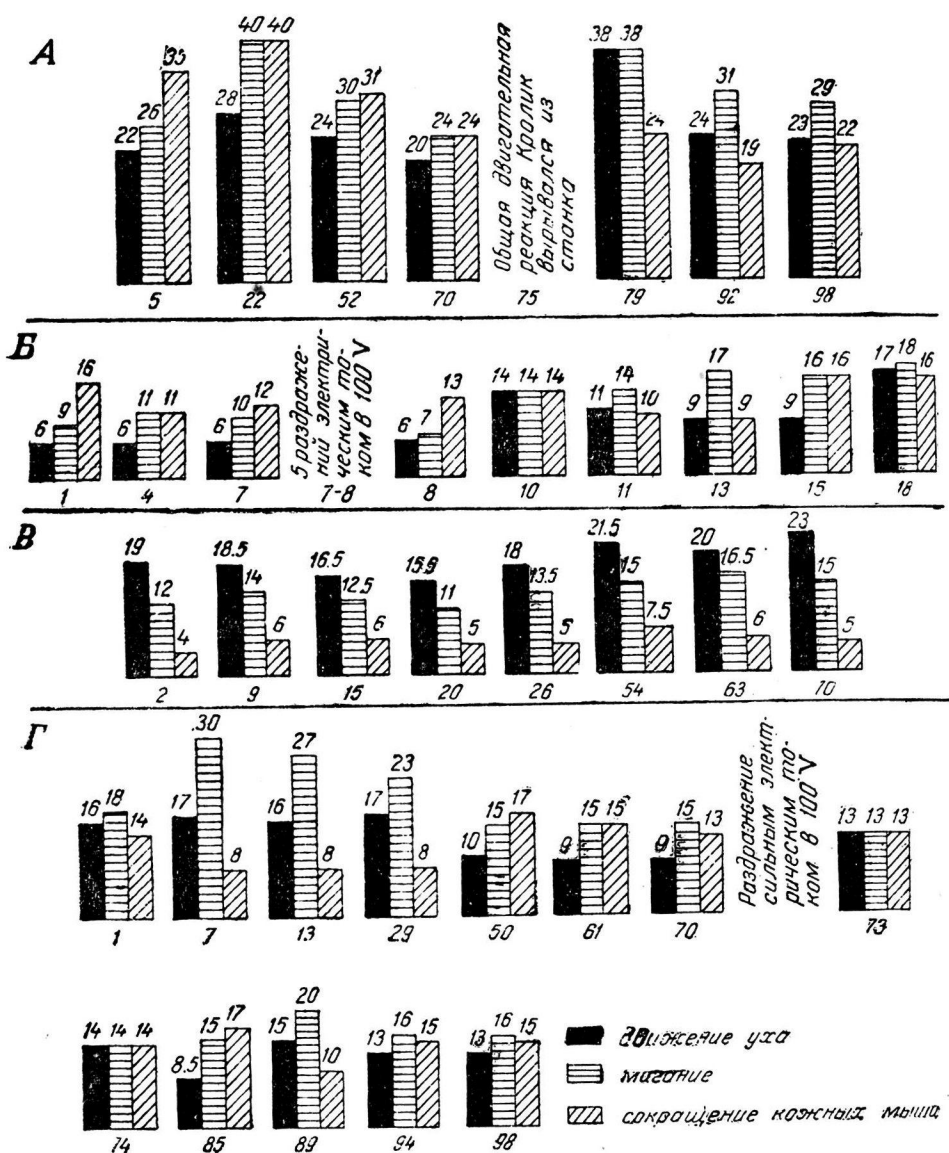 А
22 26 35
28 40 40
24 30 31
20 24 24
Общая двигательная
реакция Кролик
вырывался из
станка
38 38 24
24 31 19
23 29 22
5 22 52 70 75 79 92 98
Б
6 9 16
6 11 11
6 10 12
5 раздраже-
ний электри-
ческим то-
ком в 100 V
6 7 13
14 14 14
11 14 10
9 17 9
9 16 16
17 18 16
1 4 7 7-8 8 10 11 13 15 18
В
19 12 4
18.5 14 6
16.5 12.5 6
15.9 11 5
18 13.5 5
21.5 15 7.5
20 16.5 6
23 15 5
2 9 15 20 26 54 63 70
Г
16 18 14
17 30 8
16 27 8
17 23 8
10 15 17
9 15 15
9 15 13
Раздражение
сильным элект-
рическим то-
ком в 100 V
13 13 13
1 7 13 29 50 61 70 73
14 14 14
8.5 15 17
15 20 10
13 16 15
13 16 15
74 85 89 94 98
движение уха
мигание
сокращение кожных мышц